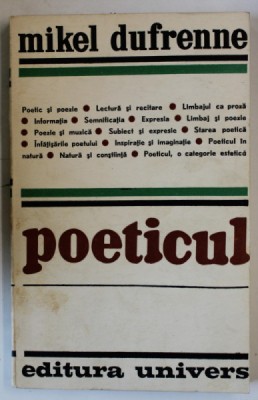 mikel dufrenne
Poetic și poezie ● Lectură și recitare ● Limbajul ca proză
● Informația ● Semnificația ● Expresia ● Limbaj și poezie
● Poezie și muzică ● Subiect și expresie ● Starea poetică
● Înfățișările poetului ● Inspirație și imaginație ● Poeticul în
natură ● Natură și conștiință ● Poeticul, o categorie estetică
poeticul
editura univers